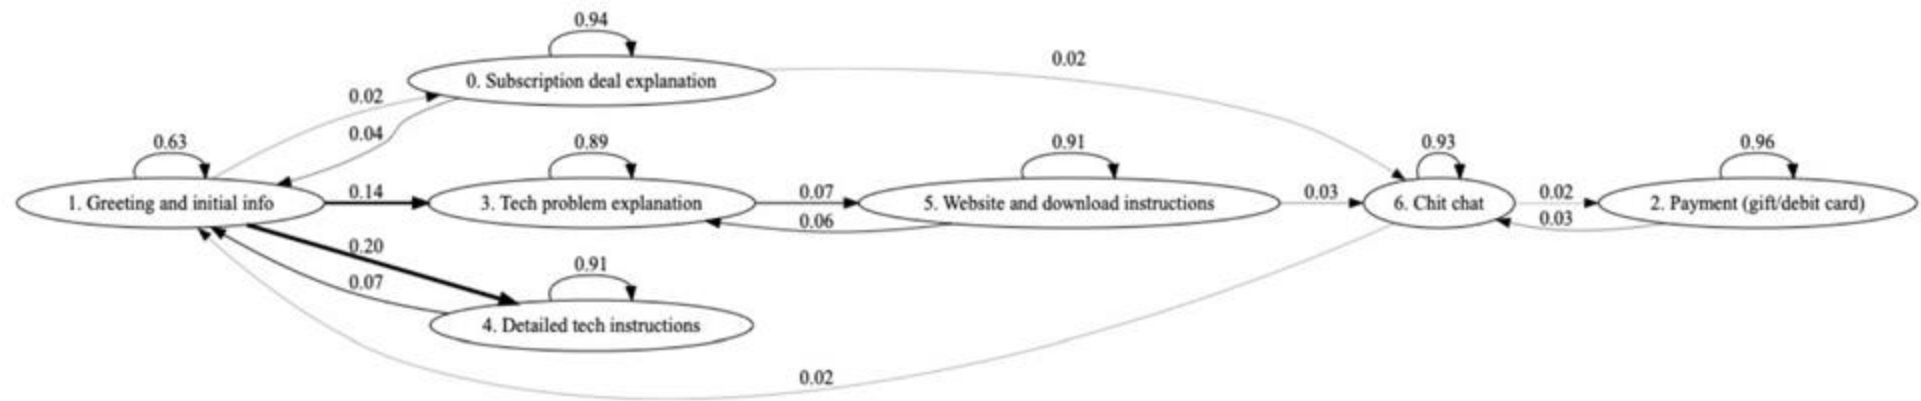 0.94
0. Subscription deal explanation
0.02
0.02
0.04
0.63
1. Greeting and initial info
0.14
0.89
3. Tech problem explanation
0.07
0.06
0.91
5. Website and download instructions
0.03
0.93
6. Chit chat
0.02
0.03
0.96
2. Payment (gift/debit card)
0.20
0.07
0.91
4. Detailed tech instructions
0.02